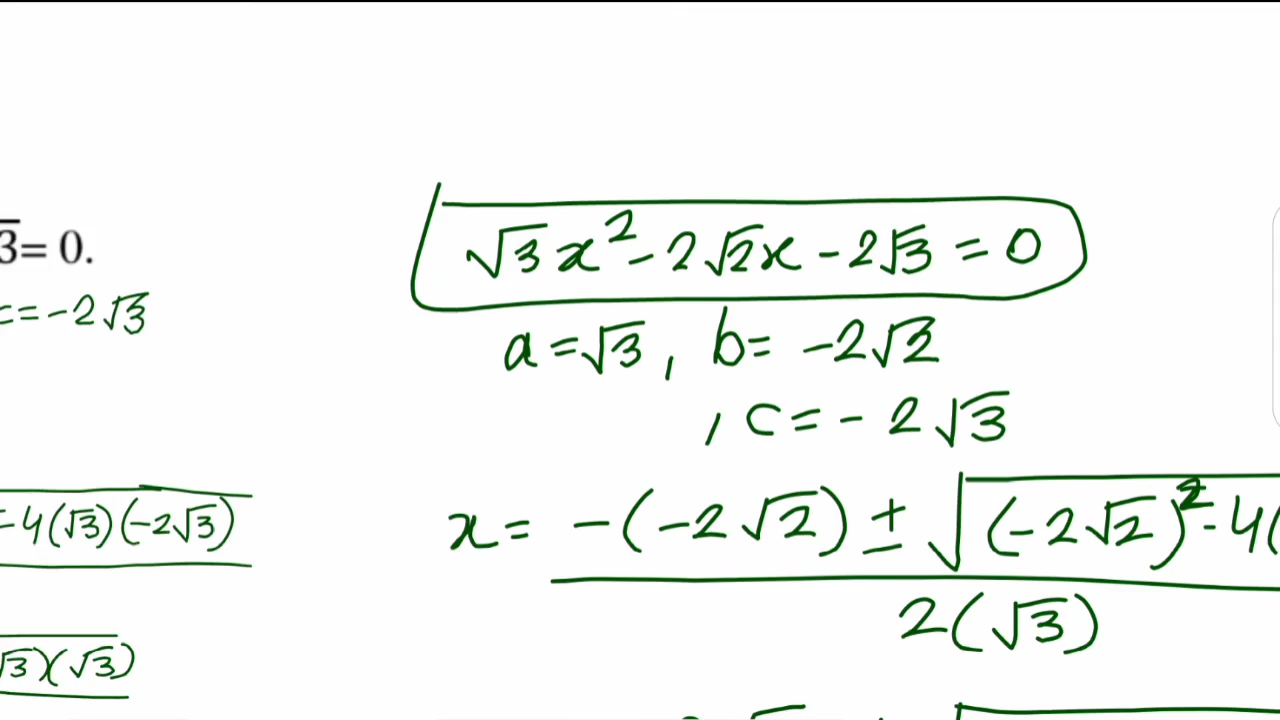 √3 = 0.
c = -2√3
= 4(√3)(-2√3)
√3)(√3)
√3x² - 2√2x - 2√3 = 0
a = √3, b = -2√2
, c = -2√3
x = -(-2√2) ± √(-2√2)² - 4(
2(√3)